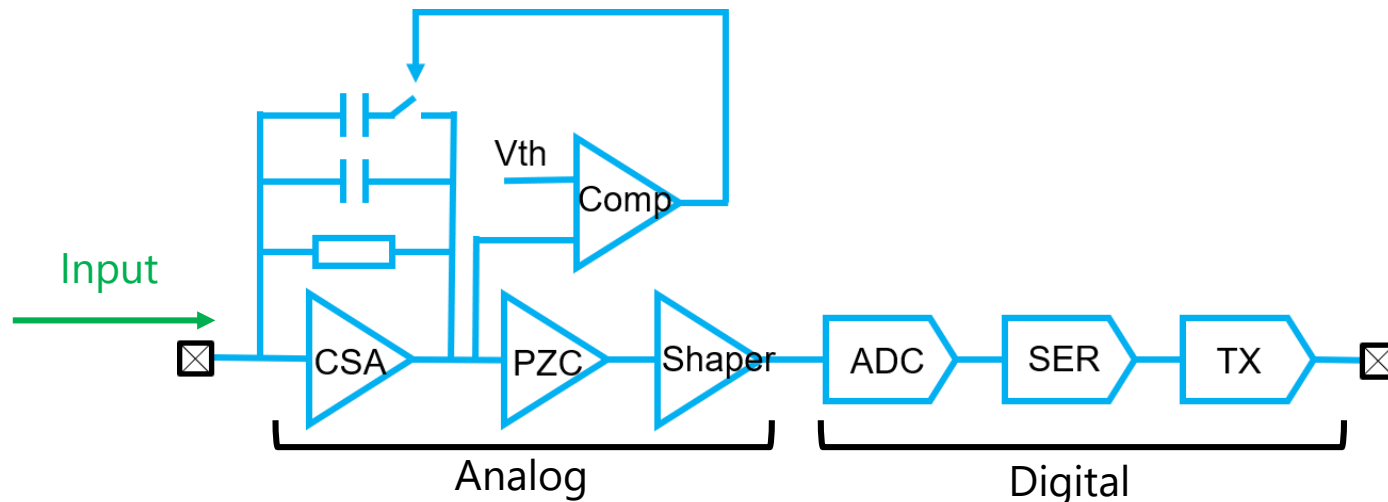 Vth
Comp
Input
CSA
PZC
Shaper
ADC
SER
TX
Analog
Digital